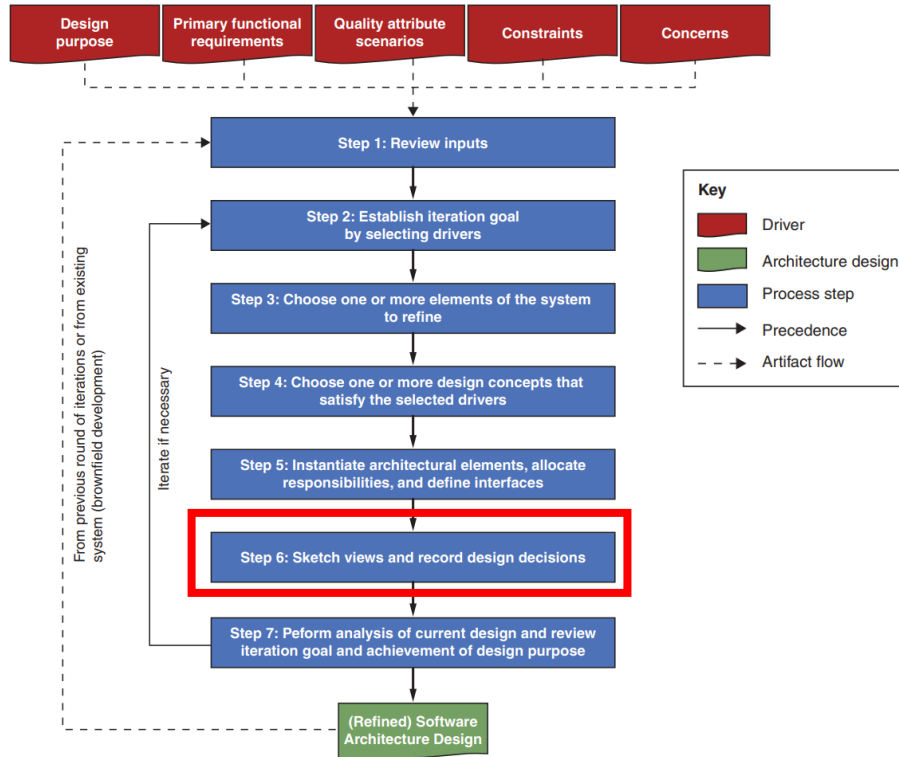 Design
purpose
Primary functional
requirements
Quality attribute
scenarios
Constraints
Concerns
Step 1: Review inputs
Step 2: Establish iteration goal
by selecting drivers
Step 3: Choose one or more elements of the system
to refine
Step 4: Choose one or more design concepts that
satisfy the selected drivers
Step 5: Instantiate architectural elements, allocate
responsibilities, and define interfaces
Step 6: Sketch views and record design decisions
Step 7: Peform analysis of current design and review
iteration goal and achievement of design purpose
(Refined) Software
Architecture Design
From previous round of iterations or from existing
system (brownfield development)
Iterate if necessary
Key
Driver
Architecture design
Process step
Precedence
Artifact flow